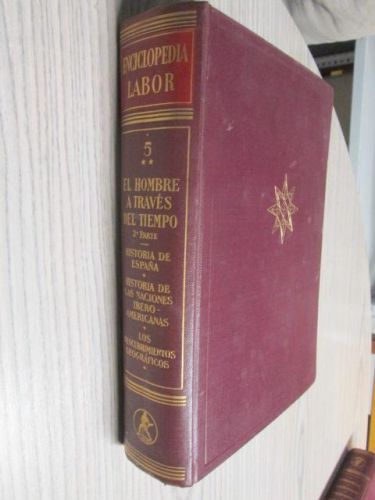 ENCICLOPEDIA
LABOR
5
**
EL HOMBRE
A TRAVÉS
DEL TIEMPO
2ª PARTE
HISTORIA DE
ESPAÑA
*
HISTORIA DE
LAS NACIONES
IBERO-
AMERICANAS
*
LOS
DESCUBRIMIENTOS
GEOGRÁFICOS